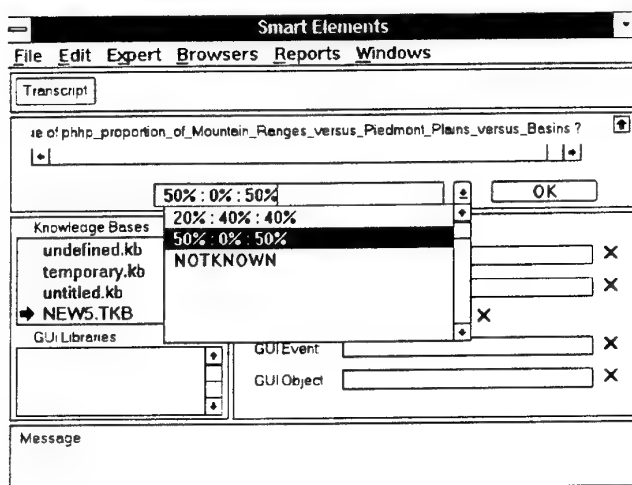 Smart Elements
File Edit Expert Browsers Reports Windows
Transcript
ue of phhp_proportion_of_Mountain_Ranges_versus_Piedmont_Plains_versus_Basins ?
50% : 0% : 50%
OK
20% : 40% : 40%
50% : 0% : 50%
NOTKNOWN
Knowledge Bases
undefined.kb
temporary.kb
untitled.kb
NEW5.TKB
GUI Libraries
GUI Event
GUI Object
Message